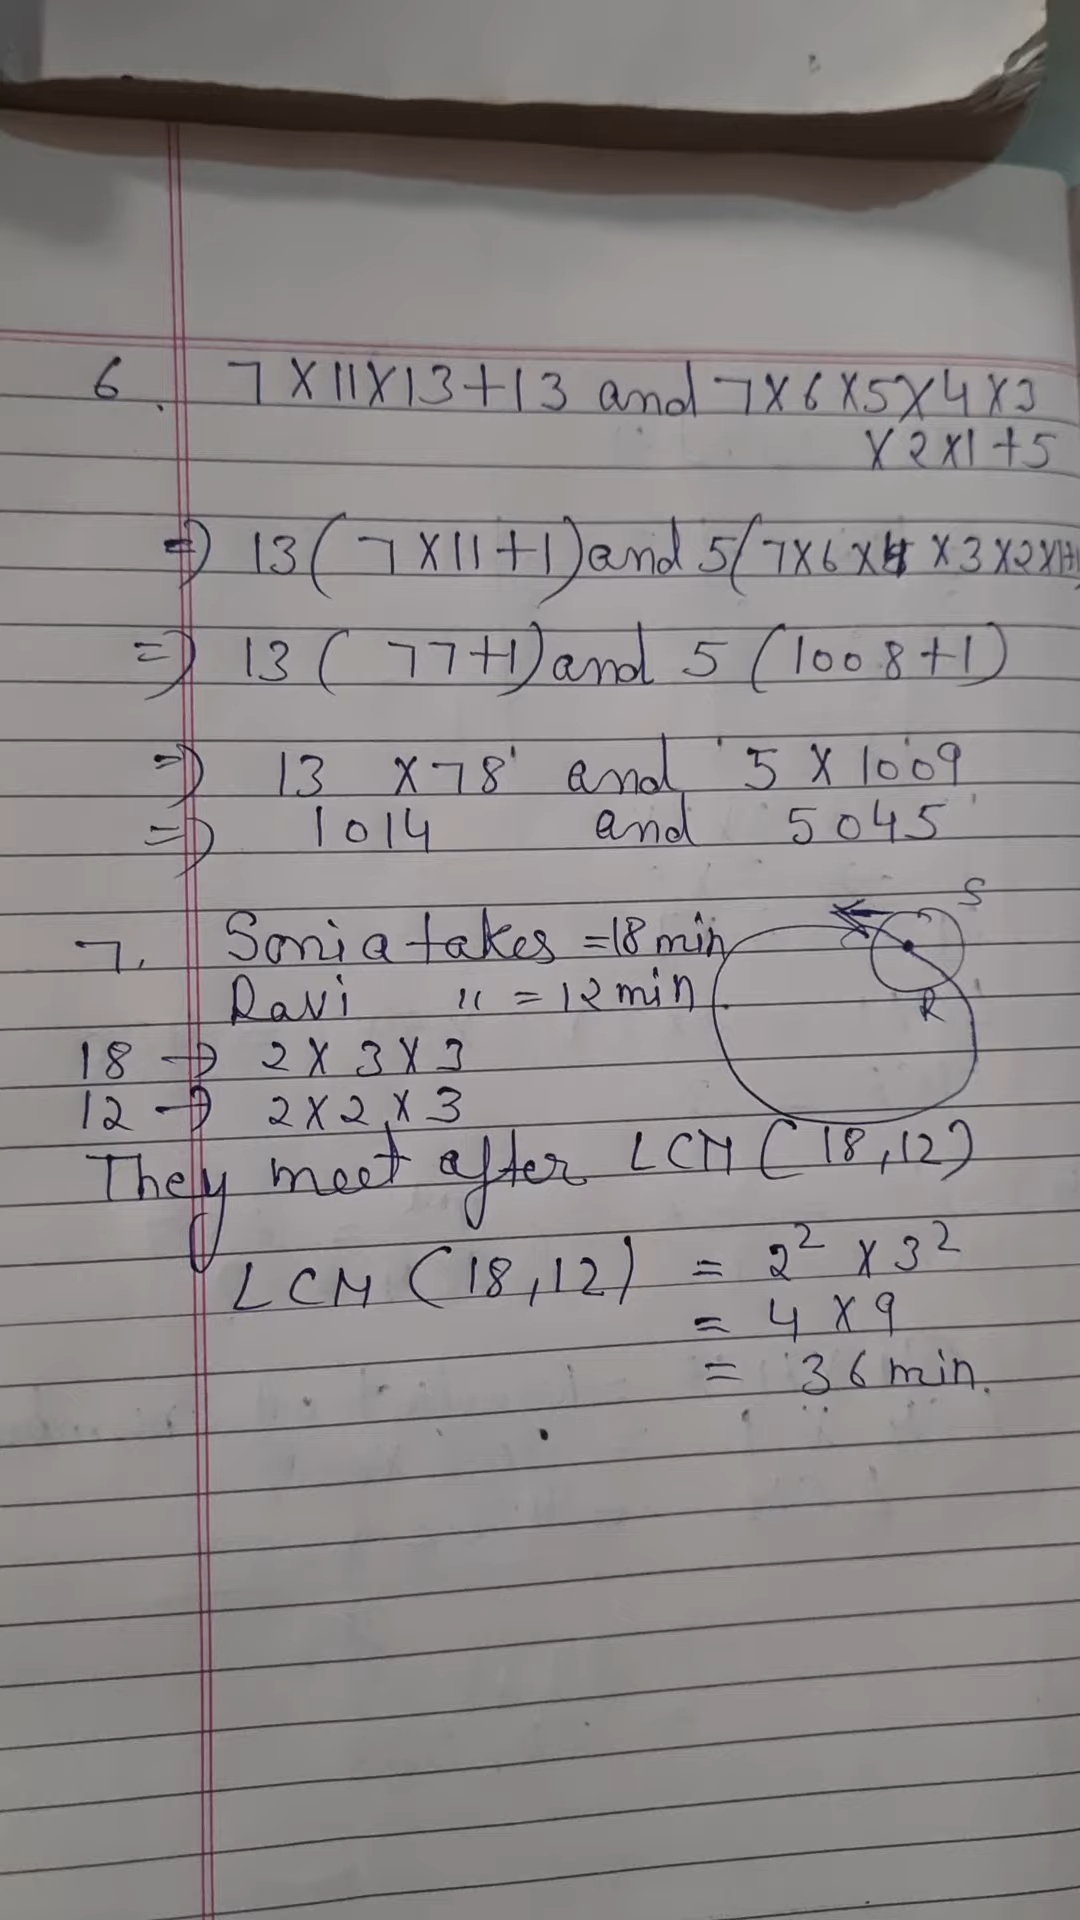 6. 7×11×13+13 and 7×6×5×4×3
×2×1+5
⇒ 13(7×11+1) and 5(7×6×4×3×2×1+1)
⇒ 13(77+1) and 5(1008+1)
⇒ 13×78 and 5×1009
⇒ 1014 and 5045
S
7. Sonia takes =18 min
Ravi " = 12 min
R
18 → 2×3×3
12 → 2×2×3
They meet after LCM (18,12)
LCM (18,12) = 2²×3²
= 4×9
= 36 min.